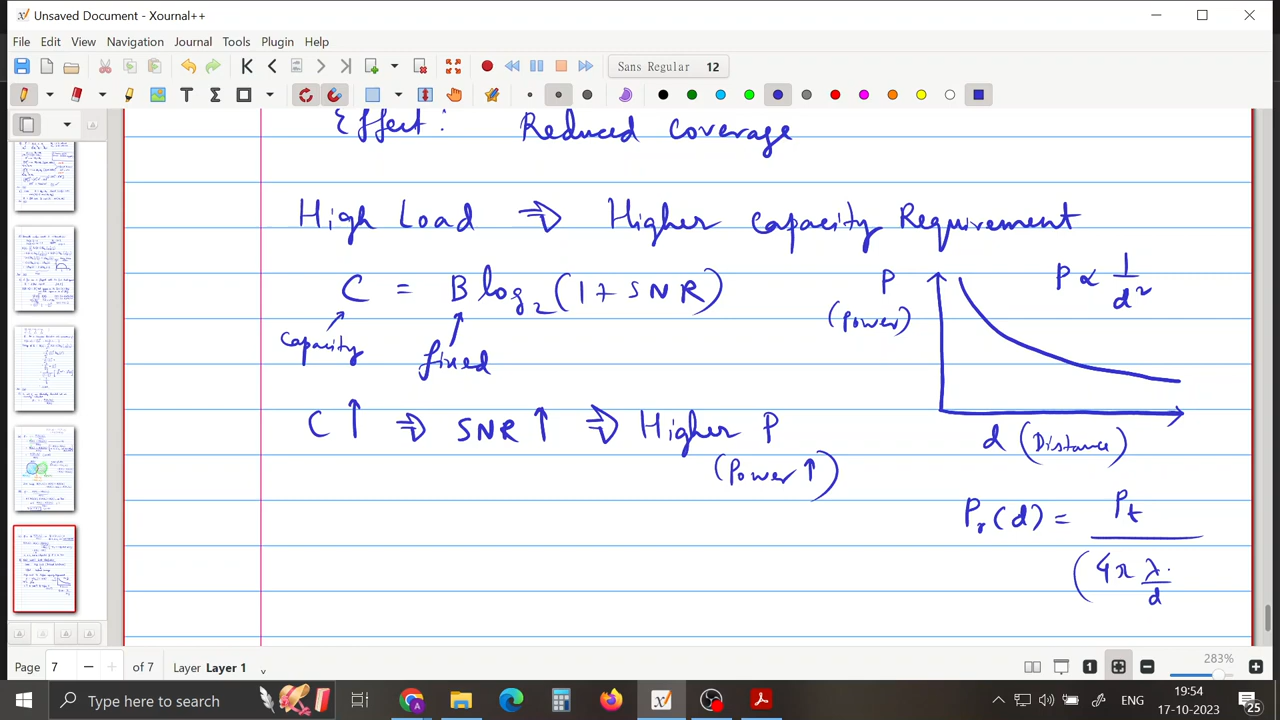 Unsaved Document - Xournal++
File Edit View Navigation Journal Tools Plugin Help
Sans Regular 12
Effect: Reduced coverage
High Load ⇒ Higher capacity Requirement
C = B log₂(1 + SNR)
capacity
fixed
P
(Power)
P ∝ 1/d²
d (Distance)
C ↑ ⇒ SNR ↑ ⇒ Higher P
(Power ↑)
Pᵣ(d) = Pₜ / (4π λ/d
Page 7 of 7 Layer Layer 1
283%
Type here to search
ENG
19:54
17-10-2023
25